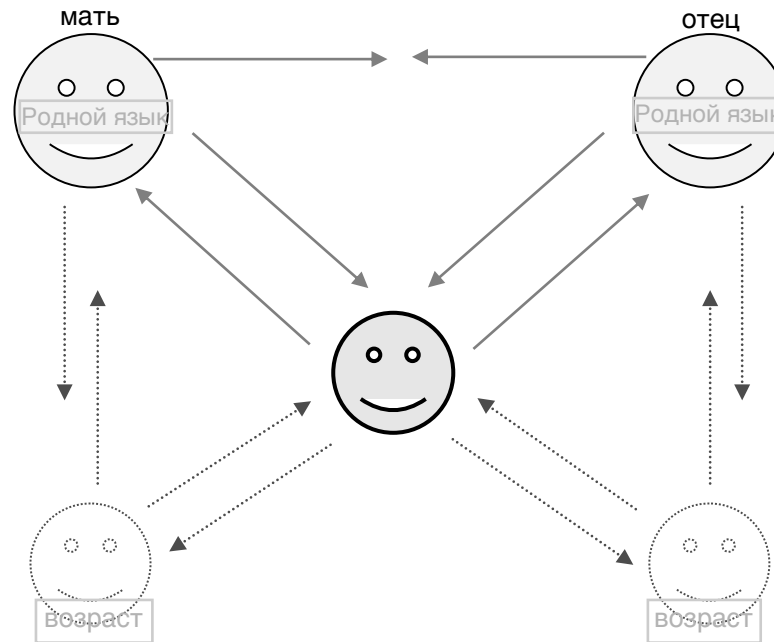 мать
отец
Родной язык
Родной язык
возраст
возраст